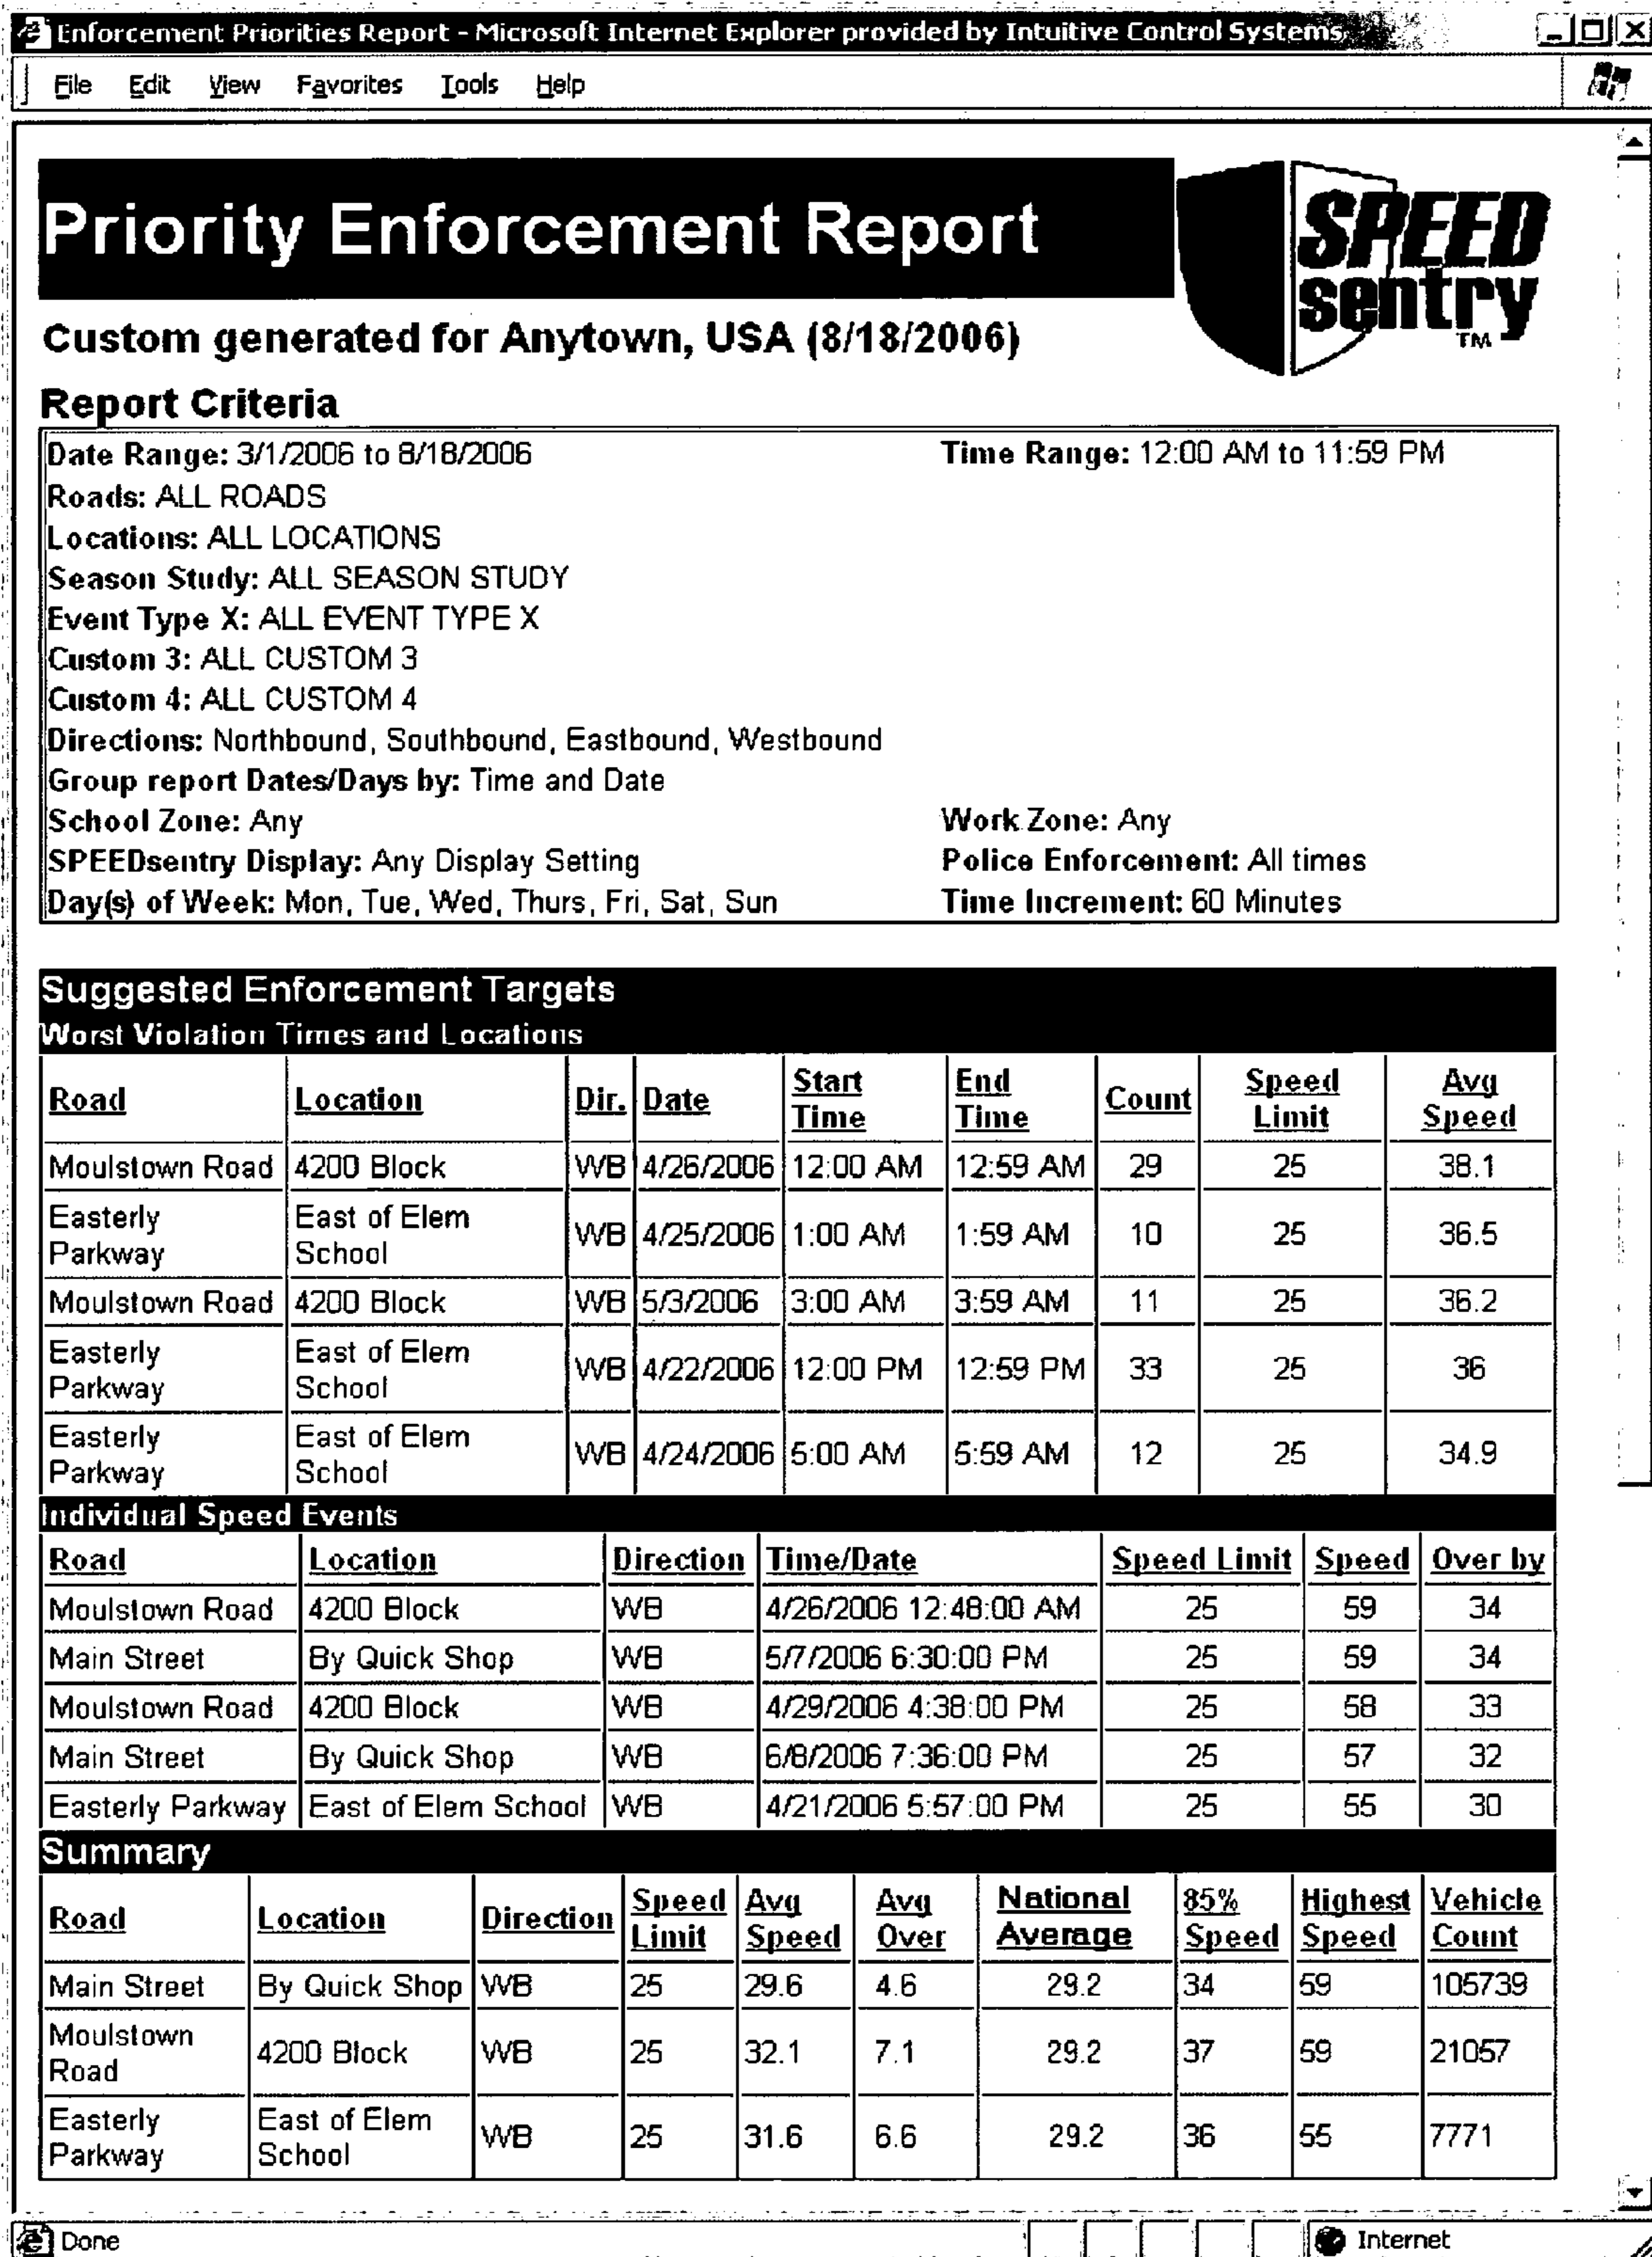 Enforcement Priorities Report - Microsoft Internet Explorer provided by Intuitive Control Systems
File Edit View Favorites Tools Help
Priority Enforcement Report
SPEED
sentry
TM
Custom generated for Anytown, USA (8/18/2006)
Report Criteria
Date Range: 3/1/2006 to 8/18/2006 Time Range: 12:00 AM to 11:59 PM
Roads: ALL ROADS
Locations: ALL LOCATIONS
Season Study: ALL SEASON STUDY
Event Type X: ALL EVENT TYPE X
Custom 3: ALL CUSTOM 3
Custom 4: ALL CUSTOM 4
Directions: Northbound, Southbound, Eastbound, Westbound
Group report Dates/Days by: Time and Date
School Zone: Any Work Zone: Any
SPEEDsentry Display: Any Display Setting Police Enforcement: All times
Day(s) of Week: Mon, Tue, Wed, Thurs, Fri, Sat, Sun Time Increment: 60 Minutes
Suggested Enforcement Targets
Worst Violation Times and Locations
Road Location Dir. Date Start Time End Time Count Speed Limit Avg Speed
Moulstown Road 4200 Block WB 4/26/2006 12:00 AM 12:59 AM 29 25 38.1
Easterly Parkway East of Elem School WB 4/25/2006 1:00 AM 1:59 AM 10 25 36.5
Moulstown Road 4200 Block WB 5/3/2006 3:00 AM 3:59 AM 11 25 36.2
Easterly Parkway East of Elem School WB 4/22/2006 12:00 PM 12:59 PM 33 25 36
Easterly Parkway East of Elem School WB 4/24/2006 5:00 AM 5:59 AM 12 25 34.9
Individual Speed Events
Road Location Direction Time/Date Speed Limit Speed Over by
Moulstown Road 4200 Block WB 4/26/2006 12:48:00 AM 25 59 34
Main Street By Quick Shop WB 5/7/2006 6:30:00 PM 25 59 34
Moulstown Road 4200 Block WB 4/29/2006 4:38:00 PM 25 58 33
Main Street By Quick Shop WB 6/8/2006 7:36:00 PM 25 57 32
Easterly Parkway East of Elem School WB 4/21/2006 5:57:00 PM 25 55 30
Summary
Road Location Direction Speed Limit Avg Speed Avg Over National Average 85% Speed Highest Speed Vehicle Count
Main Street By Quick Shop WB 25 29.6 4.6 29.2 34 59 105739
Moulstown Road 4200 Block WB 25 32.1 7.1 29.2 37 59 21057
Easterly Parkway East of Elem School WB 25 31.6 6.6 29.2 36 55 7771
Done Internet